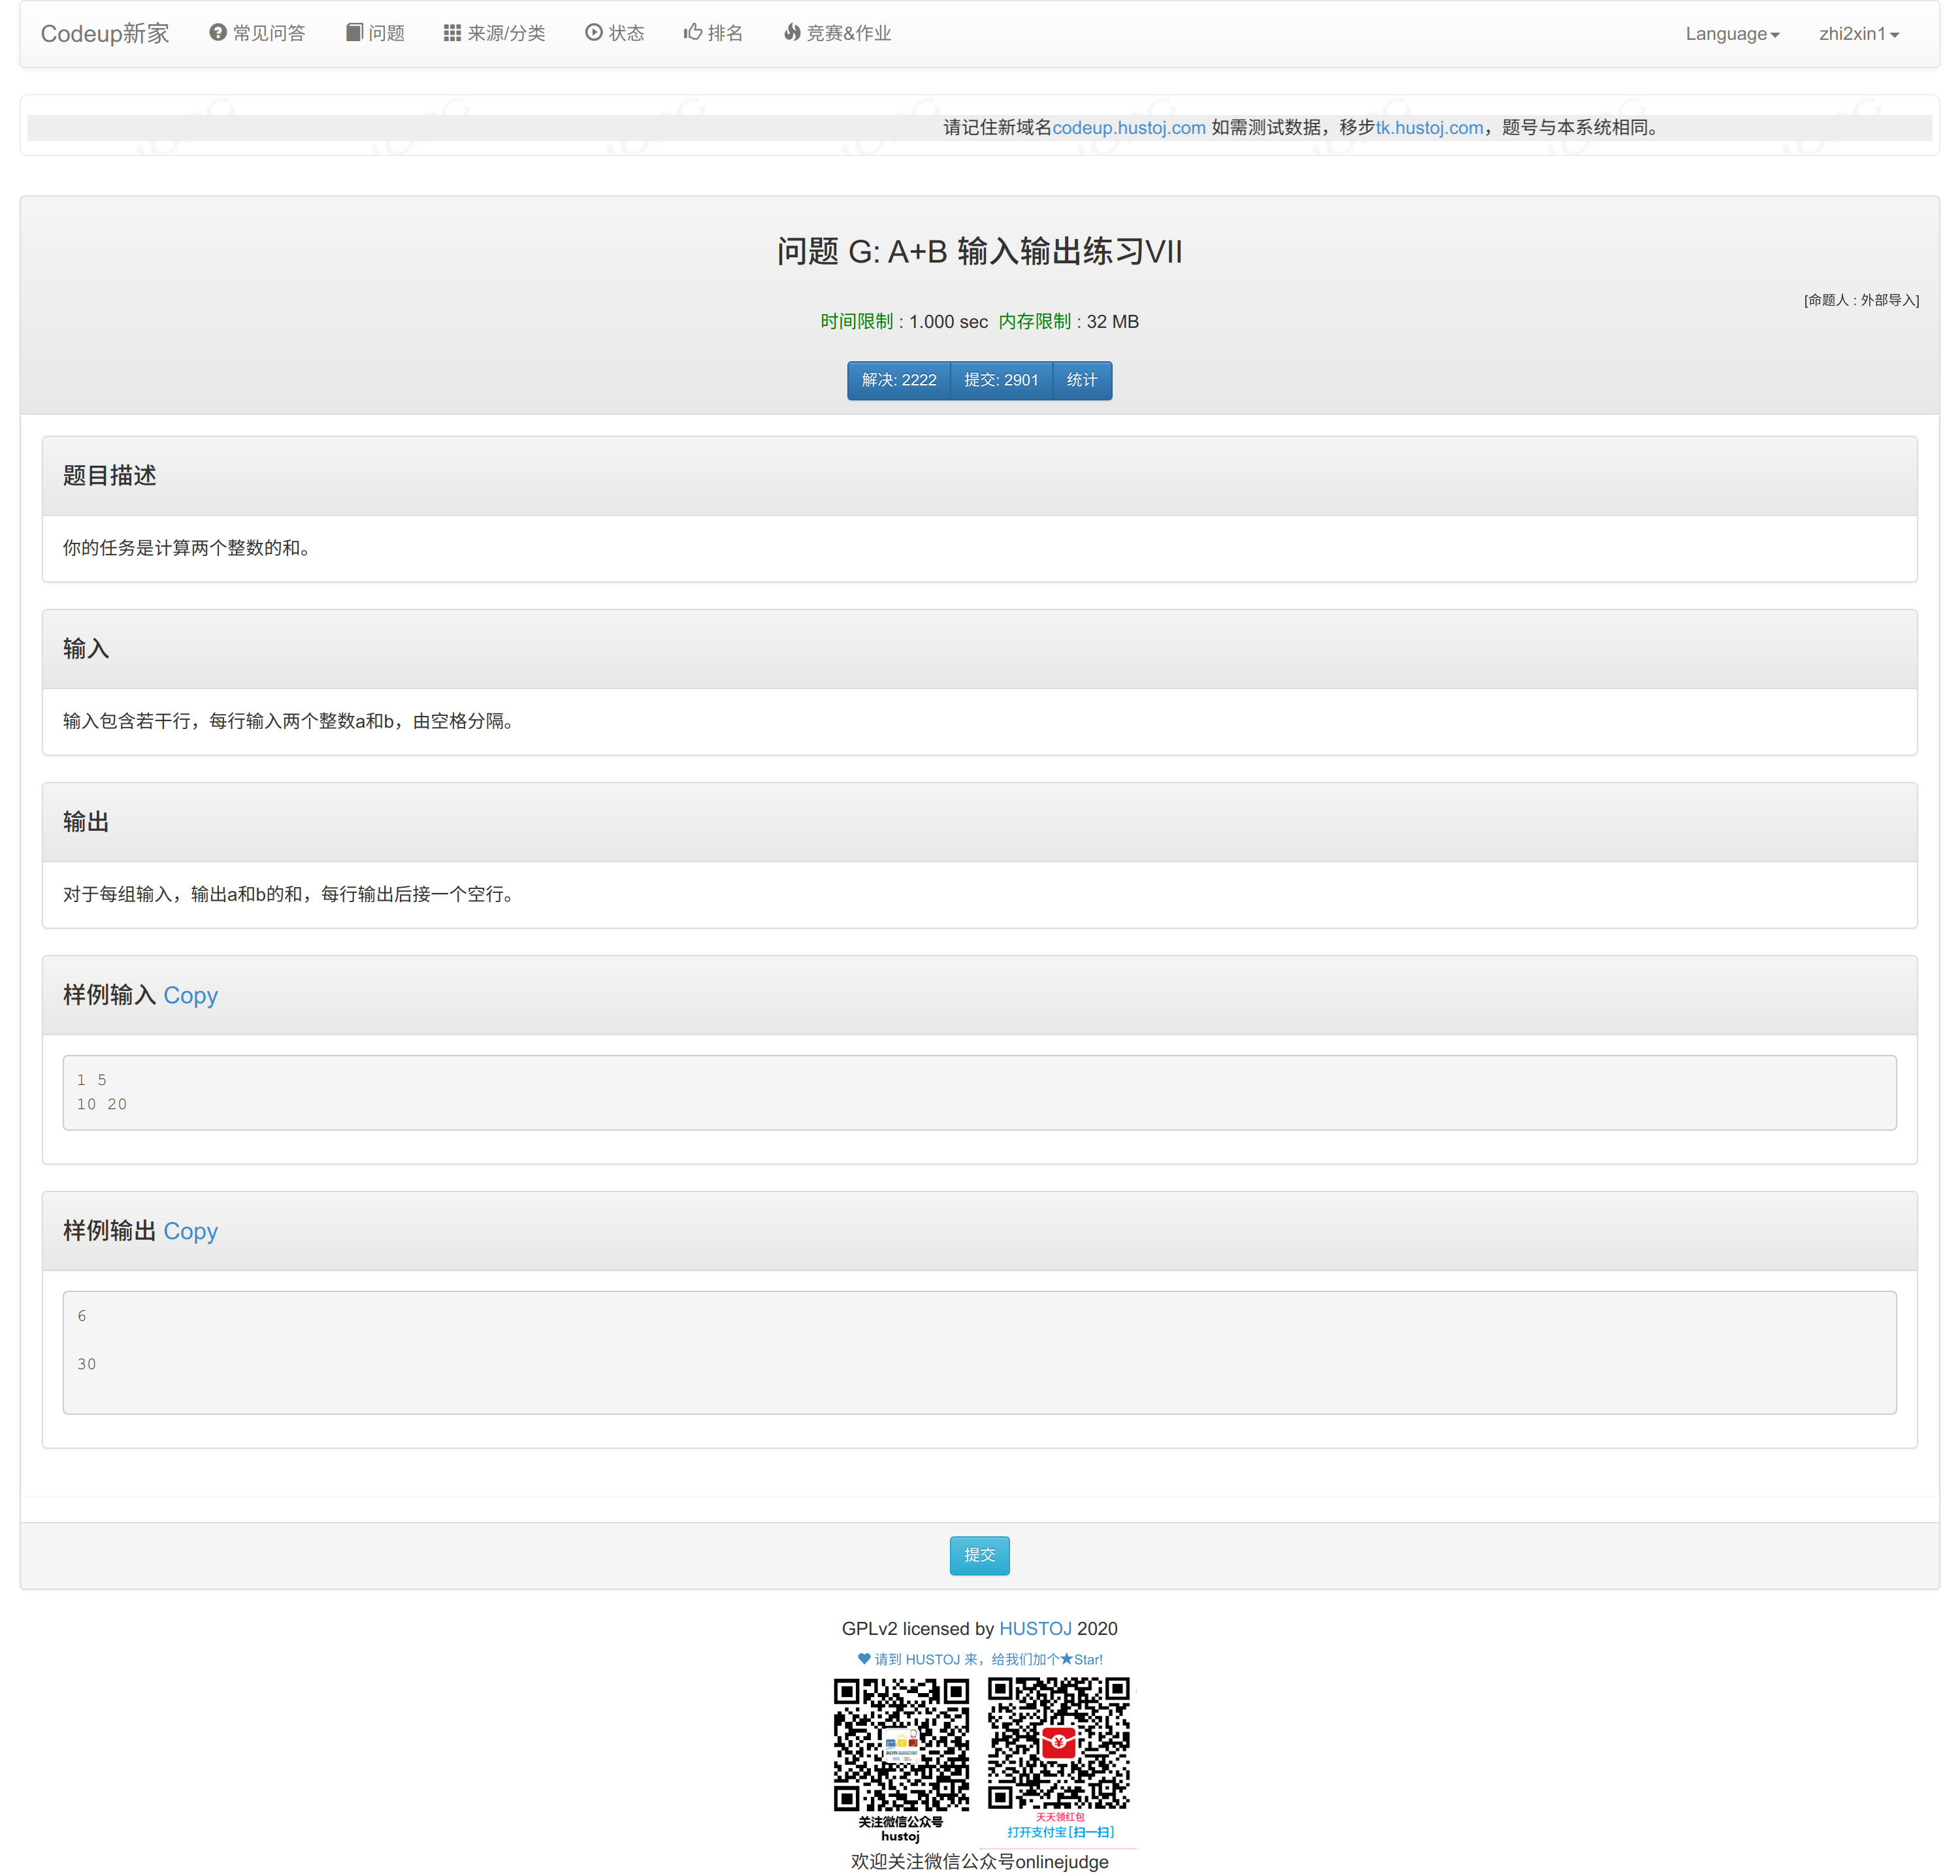 Codeup新家 常见问答 问题 来源/分类 状态 排名 竞赛&作业 Language zhi2xin1
请记住新域名codeup.hustoj.com 如需测试数据，移步tk.hustoj.com，题号与本系统相同。
问题 G: A+B 输入输出练习VII
[命题人 : 外部导入]
时间限制 : 1.000 sec 内存限制 : 32 MB
解决: 2222 提交: 2901 统计
题目描述
你的任务是计算两个整数的和。
输入
输入包含若干行，每行输入两个整数a和b，由空格分隔。
输出
对于每组输入，输出a和b的和，每行输出后接一个空行。
样例输入 Copy
1 5
10 20
样例输出 Copy
6
30
提交
GPLv2 licensed by HUSTOJ 2020
请到 HUSTOJ 来，给我们加个★Star!
关注微信公众号
hustoj
天天领红包
打开支付宝[扫一扫]
欢迎关注微信公众号onlinejudge